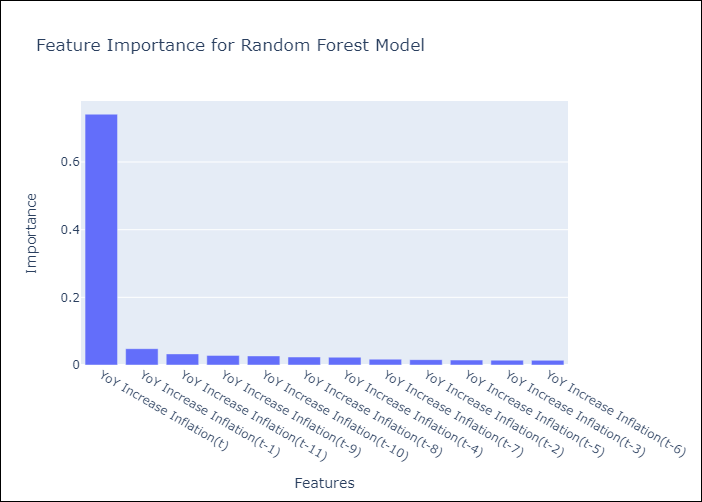 Feature Importance for Random Forest Model
Importance
0.6
0.4
0.2
0
YoY Increase Inflation(t)
YoY Increase Inflation(t-1)
YoY Increase Inflation(t-11)
YoY Increase Inflation(t-9)
YoY Increase Inflation(t-10)
YoY Increase Inflation(t-8)
YoY Increase Inflation(t-4)
YoY Increase Inflation(t-7)
YoY Increase Inflation(t-2)
YoY Increase Inflation(t-5)
YoY Increase Inflation(t-3)
YoY Increase Inflation(t-6)
Features